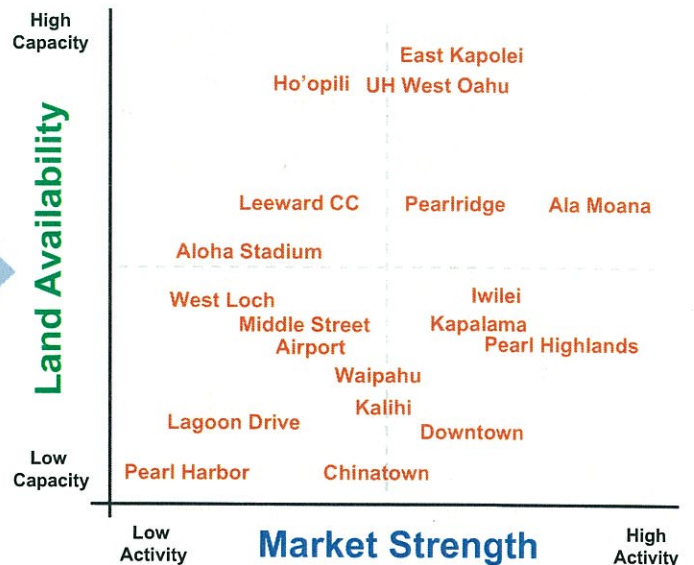 High
Capacity
East Kapolei
Ho'opili
UH West Oahu
Land Availability
Leeward CC
Pearlridge
Ala Moana
Aloha Stadium
West Loch
Iwilei
Middle Street
Kapalama
Airport
Pearl Highlands
Waipahu
Kalihi
Lagoon Drive
Downtown
Low
Capacity
Pearl Harbor
Chinatown
Low
Activity
Market Strength
High
Activity